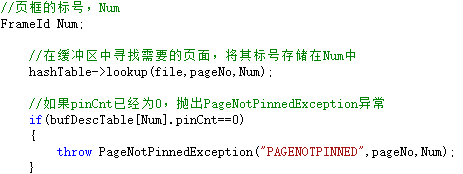 //页框的标号，Num
FrameId Num;
//在缓冲区中寻找需要的页面，将其标号存储在Num中
hashTable->lookup(file,pageNo,Num);
//如果pinCnt已经为0，抛出PageNotPinnedException异常
if(bufDescTable[Num].pinCnt==0)
{
throw PageNotPinnedException("PAGENOTPINNED",pageNo,Num);
}